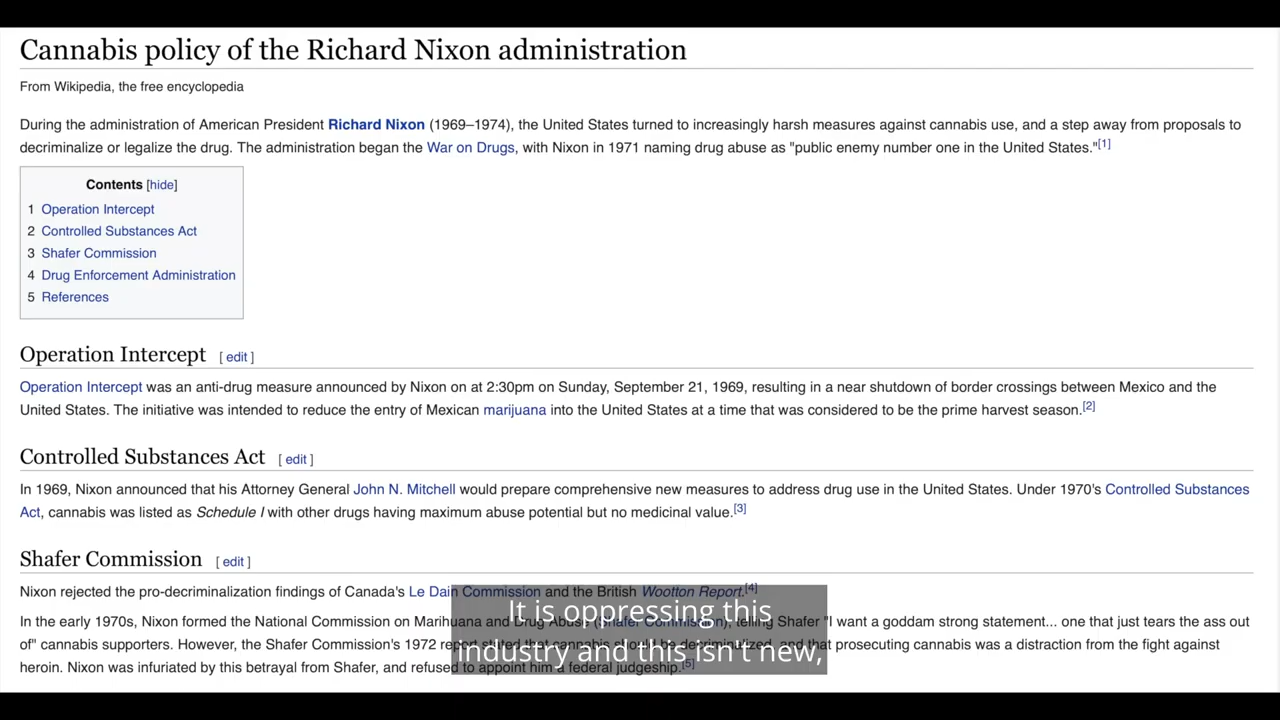 Cannabis policy of the Richard Nixon administration
From Wikipedia, the free encyclopedia
During the administration of American President Richard Nixon (1969–1974), the United States turned to increasingly harsh measures against cannabis use, and a step away from proposals to
decriminalize or legalize the drug. The administration began the War on Drugs, with Nixon in 1971 naming drug abuse as "public enemy number one in the United States."[1]
Contents [hide]
1 Operation Intercept
2 Controlled Substances Act
3 Shafer Commission
4 Drug Enforcement Administration
5 References
Operation Intercept [ edit ]
Operation Intercept was an anti-drug measure announced by Nixon on at 2:30pm on Sunday, September 21, 1969, resulting in a near shutdown of border crossings between Mexico and the
United States. The initiative was intended to reduce the entry of Mexican marijuana into the United States at a time that was considered to be the prime harvest season.[2]
Controlled Substances Act [ edit ]
In 1969, Nixon announced that his Attorney General John N. Mitchell would prepare comprehensive new measures to address drug use in the United States. Under 1970's Controlled Substances
Act, cannabis was listed as Schedule I with other drugs having maximum abuse potential but no medicinal value.[3]
Shafer Commission [ edit ]
Nixon rejected the pro-decriminalization findings of Canada's Le Dain Commission and the British Wootton Report.[4]
In the early 1970s, Nixon formed the National Commission on Marihuana and Drug Abuse (Shafer Commission), telling Shafer "I want a goddam strong statement... one that just tears the ass out
of" cannabis supporters. However, the Shafer Commission's 1972 report stated that cannabis should be decriminalized, and that prosecuting cannabis was a distraction from the fight against
heroin. Nixon was infuriated by this betrayal from Shafer, and refused to appoint him a federal judgeship.[5]
It is oppressing this
industry and this isn't new,